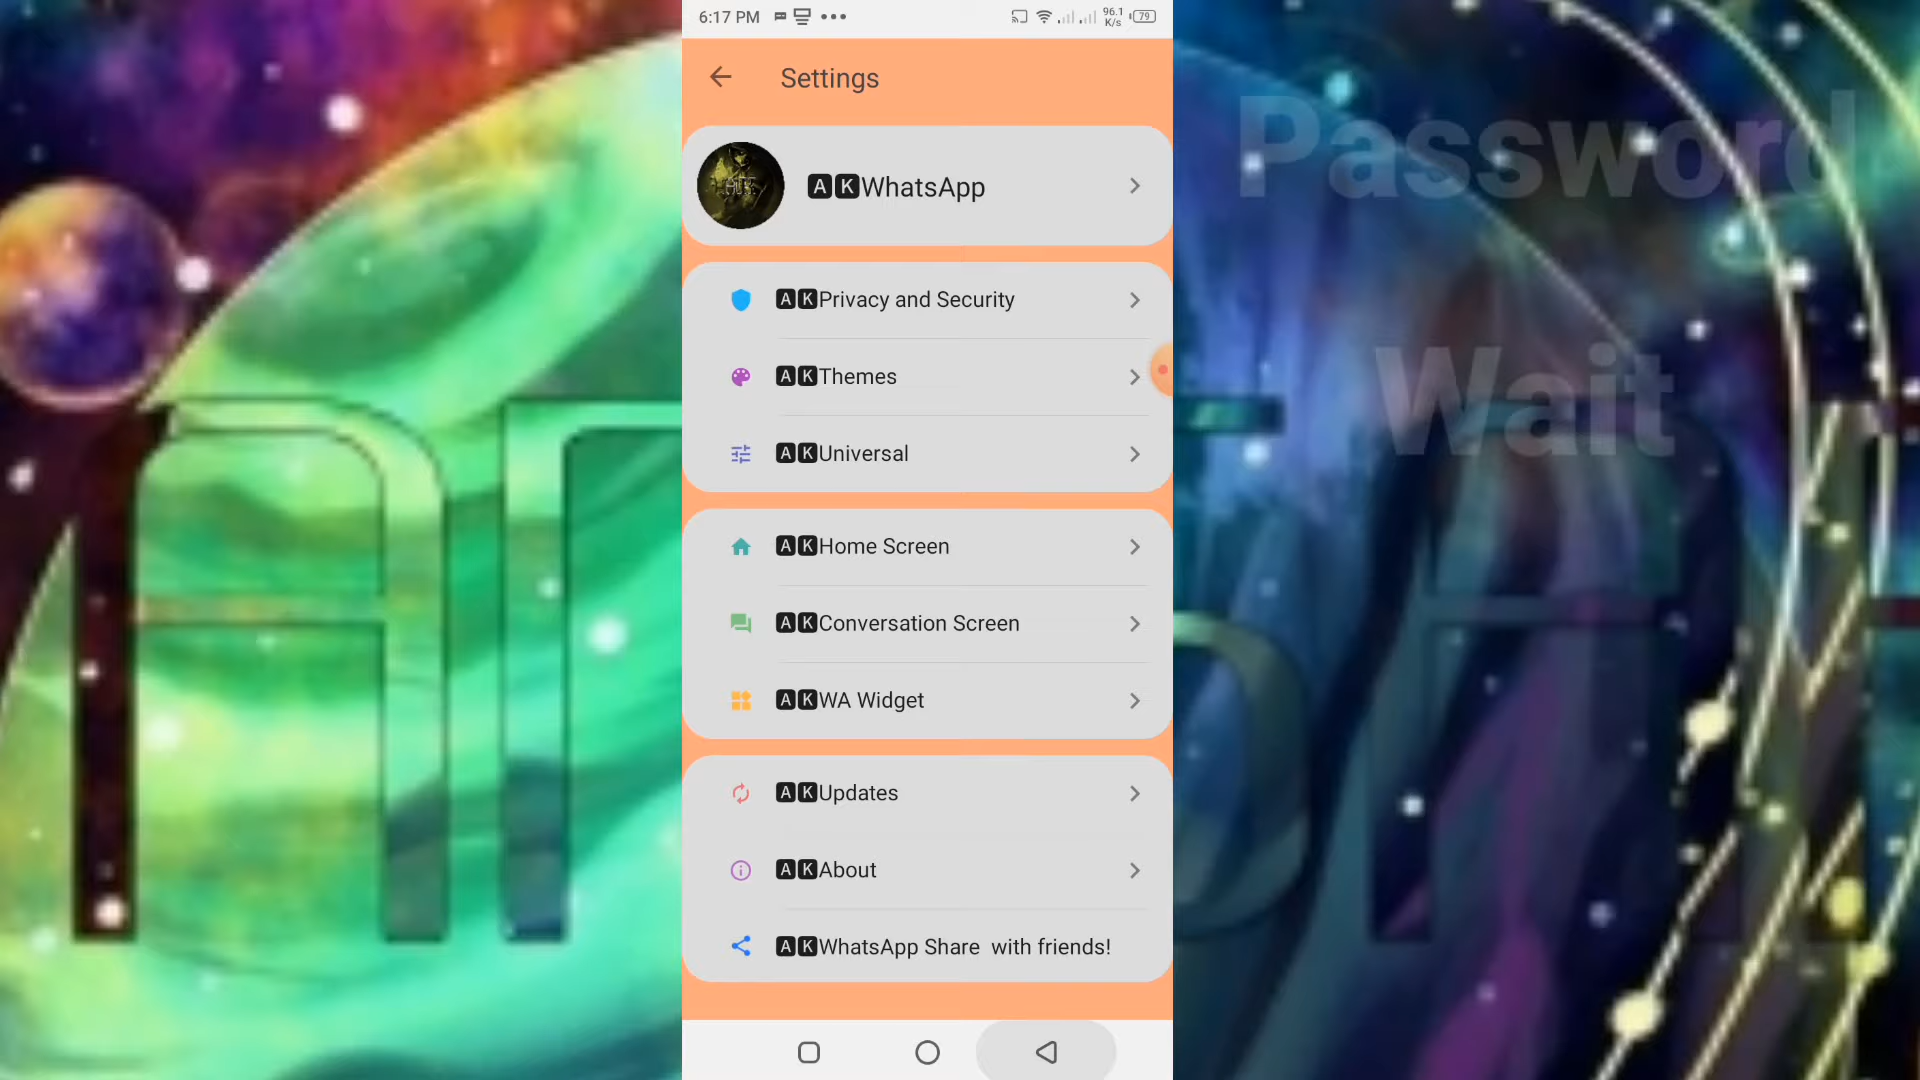 6:17 PM
96.1
K/s
79
Settings
🅰🅺WhatsApp
🅰🅺Privacy and Security
🅰🅺Themes
🅰🅺Universal
🅰🅺Home Screen
🅰🅺Conversation Screen
🅰🅺WA Widget
🅰🅺Updates
🅰🅺About
🅰🅺WhatsApp Share with friends!
Password
Wait